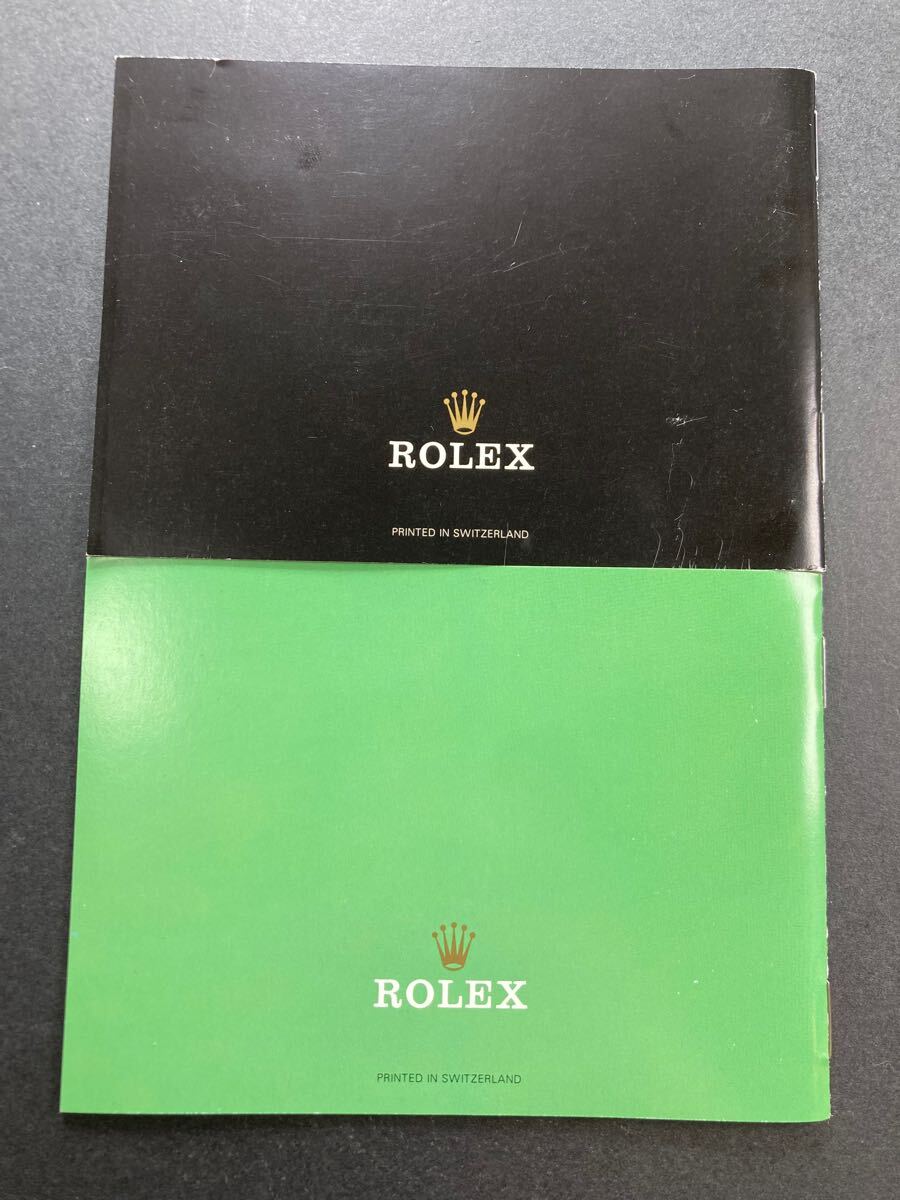 ROLEX
PRINTED IN SWITZERLAND
ROLEX
PRINTED IN SWITZERLAND